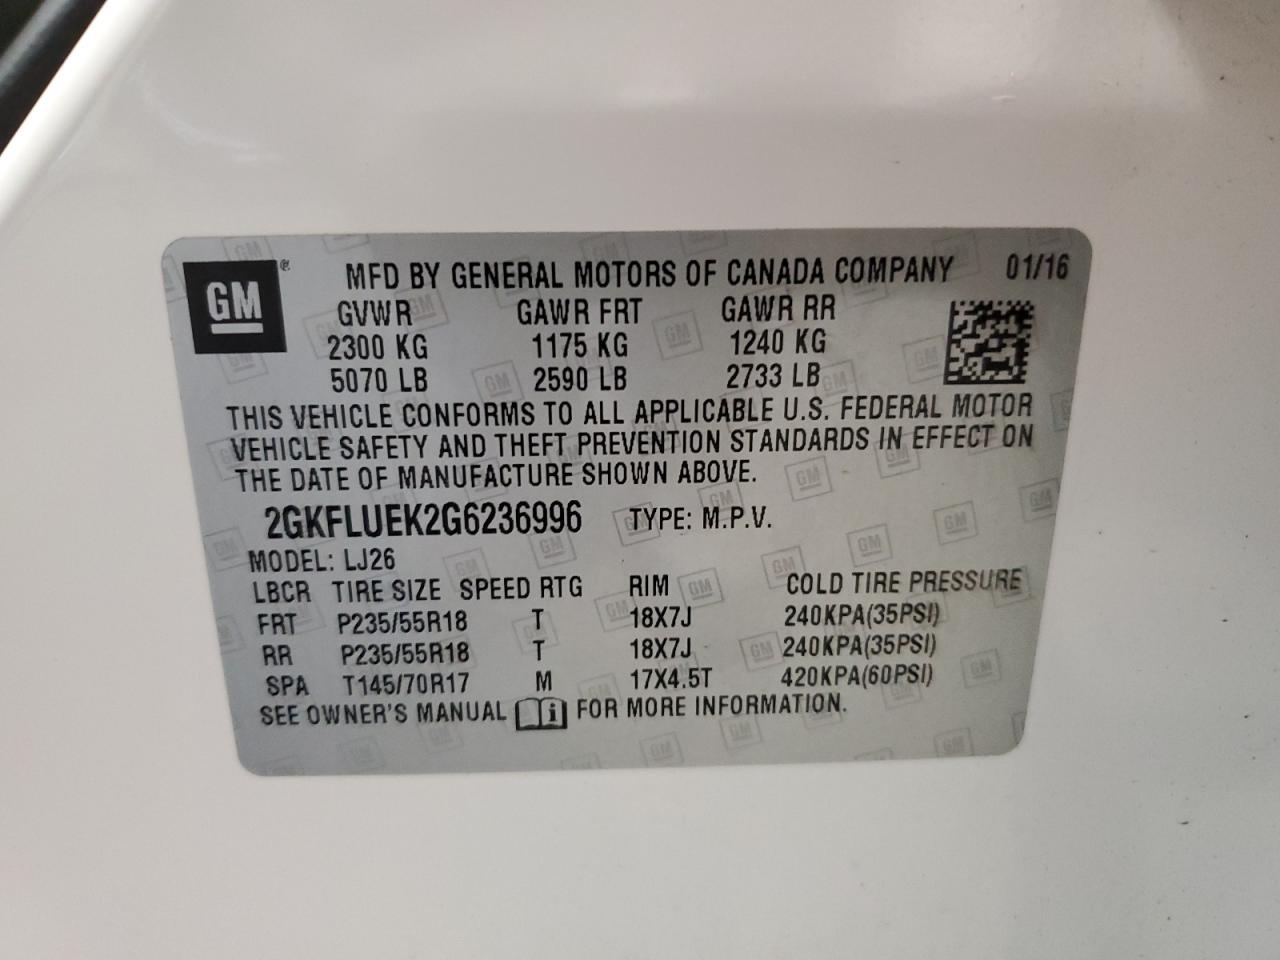 GM ® MFD BY GENERAL MOTORS OF CANADA COMPANY 01/16
GVWR GAWR FRT GAWR RR
2300 KG 1175 KG 1240 KG
5070 LB 2590 LB 2733 LB
THIS VEHICLE CONFORMS TO ALL APPLICABLE U.S. FEDERAL MOTOR
VEHICLE SAFETY AND THEFT PREVENTION STANDARDS IN EFFECT ON
THE DATE OF MANUFACTURE SHOWN ABOVE.
2GKFLUEK2G6236996 TYPE: M.P.V.
MODEL: LJ26
LBCR TIRE SIZE SPEED RTG RIM COLD TIRE PRESSURE
FRT P235/55R18 T 18X7J 240KPA(35PSI)
RR P235/55R18 T 18X7J 240KPA(35PSI)
SPA T145/70R17 M 17X4.5T 420KPA(60PSI)
SEE OWNER'S MANUAL i FOR MORE INFORMATION.